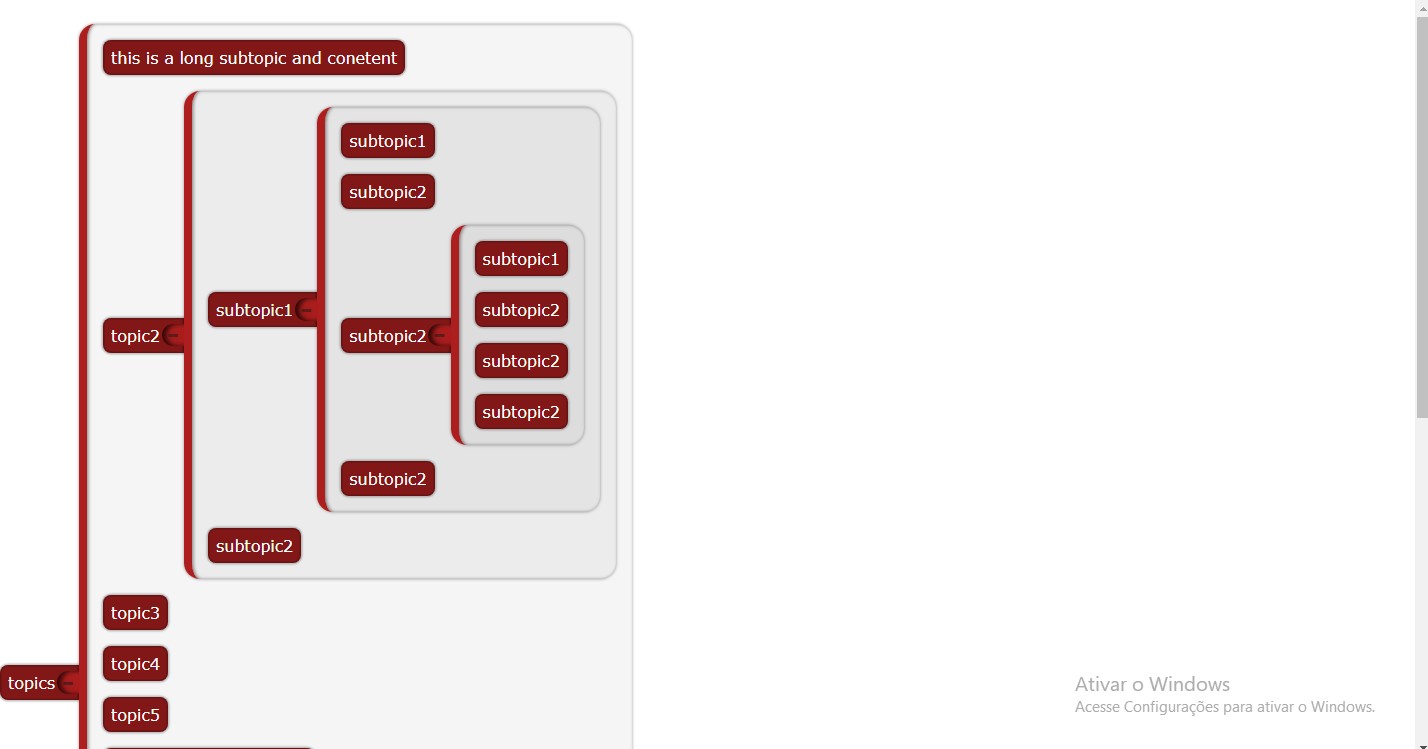 this is a long subtopic and conetent
subtopic1
subtopic2
subtopic1
subtopic1
subtopic2
topic2
subtopic2
subtopic2
subtopic2
subtopic2
subtopic2
topic3
topic4
topics
topic5
Ativar o Windows
Acesse Configurações para ativar o Windows.